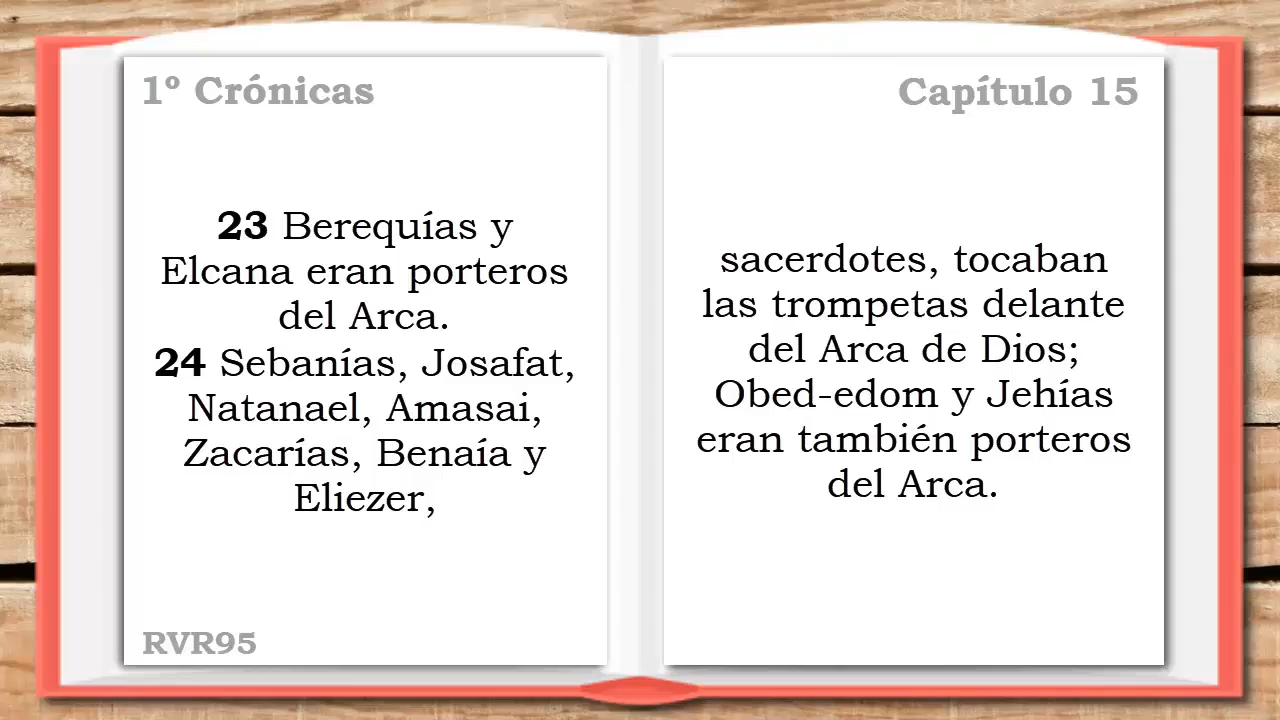 1º Crónicas
23 Berequías y
Elcana eran porteros
del Arca.
24 Sebanías, Josafat,
Natanael, Amasai,
Zacarías, Benaía y
Eliezer,
RVR95
Capítulo 15
sacerdotes, tocaban
las trompetas delante
del Arca de Dios;
Obed-edom y Jehías
eran también porteros
del Arca.